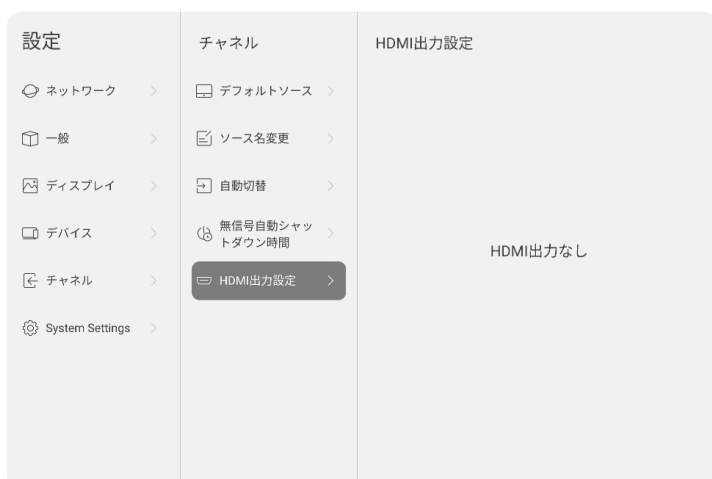 設定
ネットワーク
一般
ディスプレイ
デバイス
チャネル
System Settings
チャネル
デフォルトソース
ソース名変更
自動切替
無信号自動シャッ
トダウン時間
HDMI出力設定
HDMI出力設定
HDMI出力なし